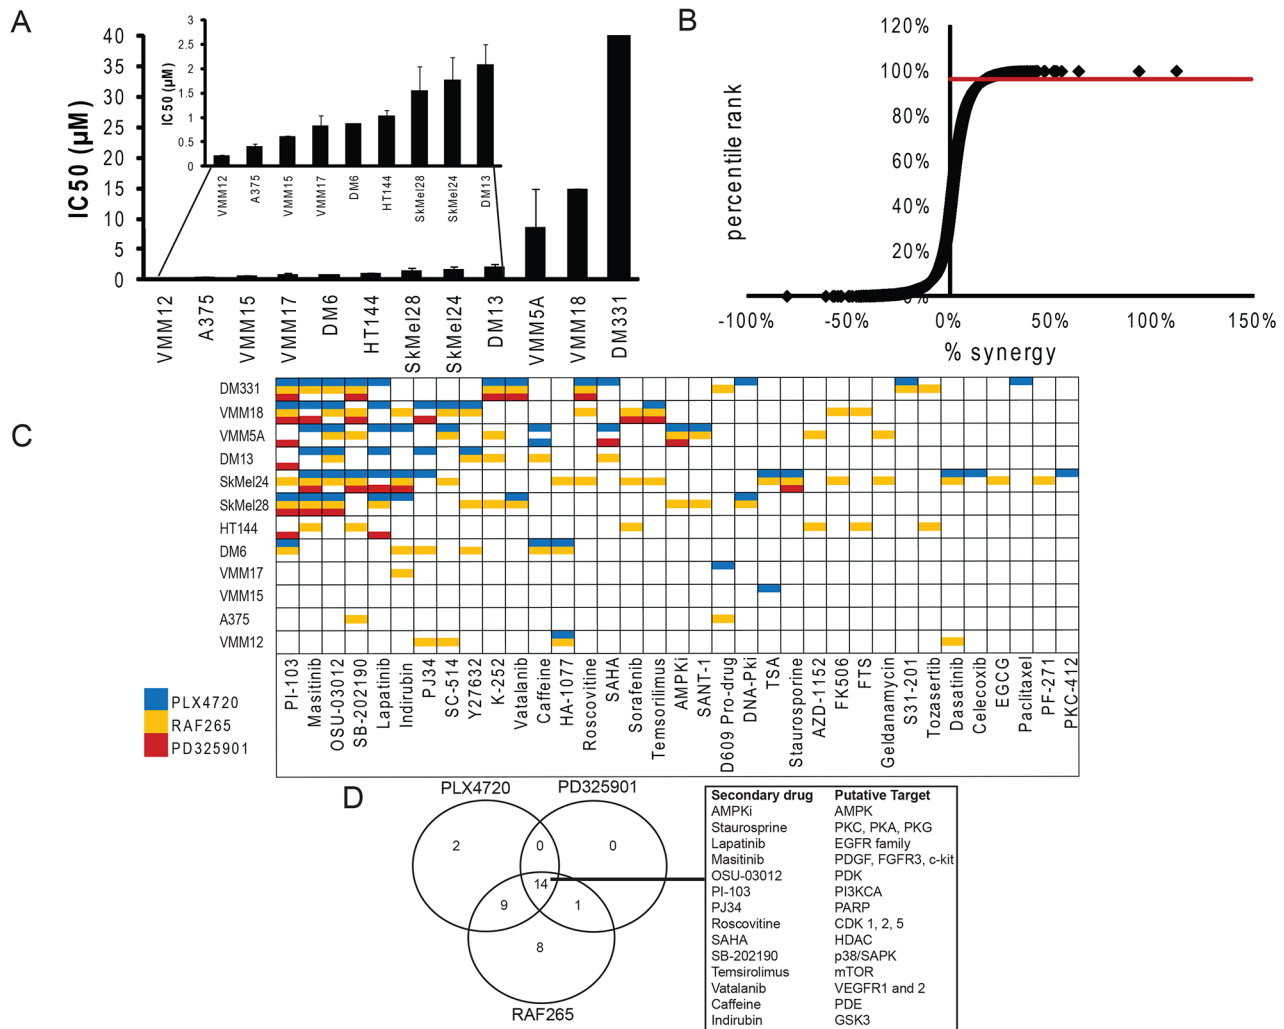 A
IC50 (µM)
40
35
30
25
20
15
10
5
0
IC50 (µM)
3
2.5
2
1.5
1
0.5
0
VMM12
A375
VMM15
VMM17
DM6
HT144
SkMel28
SkMel24
DM13
VMM12
A375
VMM15
VMM17
DM6
HT144
SkMel28
SkMel24
DM13
VMM5A
VMM18
DM331
B
percentile rank
120%
100%
80%
60%
40%
20%
0%
-100%
-50%
0%
50%
100%
150%
% synergy
C
DM331
VMM18
VMM5A
DM13
SkMel24
SkMel28
HT144
DM6
VMM17
VMM15
A375
VMM12
PI-103
Masitinib
OSU-03012
SB-202190
Lapatinib
Indirubin
PJ34
SC-514
Y27632
K-252
Vatalanib
Caffeine
HA-1077
Roscovitine
SAHA
Sorafenib
Temsorilimus
AMPKi
SANT-1
D609 Pro-drug
DNA-Pki
TSA
Staurosporine
AZD-1152
FK506
FTS
Geldanamycin
S31-201
Tozasertib
Dasatinib
Celecoxib
EGCG
Paclitaxel
PF-271
PKC-412
PLX4720
RAF265
PD325901
D
PLX4720
PD325901
2
0
0
14
9
1
8
RAF265
Secondary drug Putative Target
AMPKi AMPK
Staurosprine PKC, PKA, PKG
Lapatinib EGFR family
Masitinib PDGF, FGFR3, c-kit
OSU-03012 PDK
PI-103 PI3KCA
PJ34 PARP
Roscovitine CDK 1, 2, 5
SAHA HDAC
SB-202190 p38/SAPK
Temsirolimus mTOR
Vatalanib VEGFR1 and 2
Caffeine PDE
Indirubin GSK3